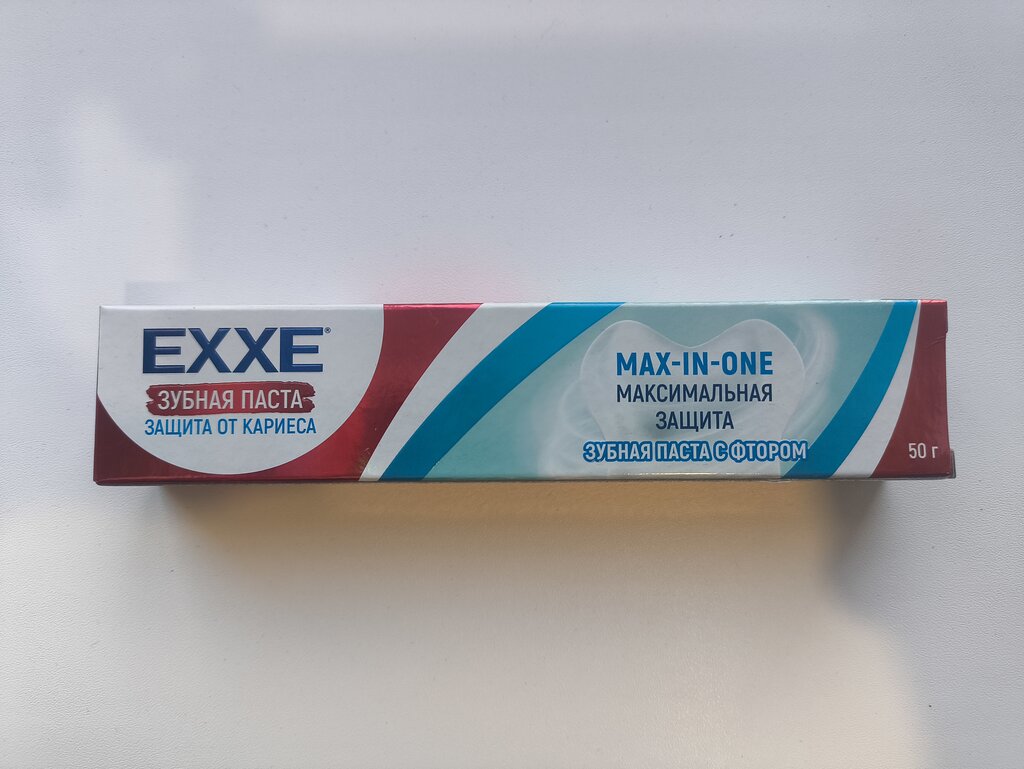 EXXE®
ЗУБНАЯ ПАСТА
ЗАЩИТА ОТ КАРИЕСА
MAX-IN-ONE
МАКСИМАЛЬНАЯ
ЗАЩИТА
ЗУБНАЯ ПАСТА С ФТОРОМ
50 г